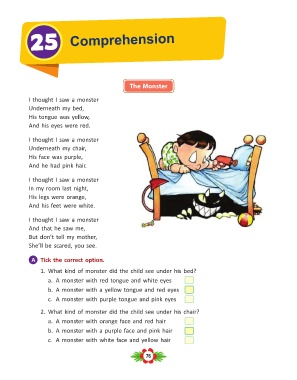 25 Comprehension
The Monster
I thought I saw a monster
Underneath my bed,
His tongue was yellow,
And his eyes were red.
I thought I saw a monster
Underneath my chair,
His face was purple,
And he had pink hair.
I thought I saw a monster
In my room last night,
His legs were orange,
And his feet were white.
I thought I saw a monster
And that he saw me,
But don't tell my mother,
She'll be scared, you see.
A Tick the correct option.
1. What kind of monster did the child see under his bed?
a. A monster with red tongue and white eyes
b. A monster with a yellow tongue and red eyes
c. A monster with purple tongue and pink eyes
2. What kind of monster did the child see under his chair?
a. A monster with orange face and red hair
b. A monster with a purple face and pink hair
c. A monster with white face and yellow hair
76